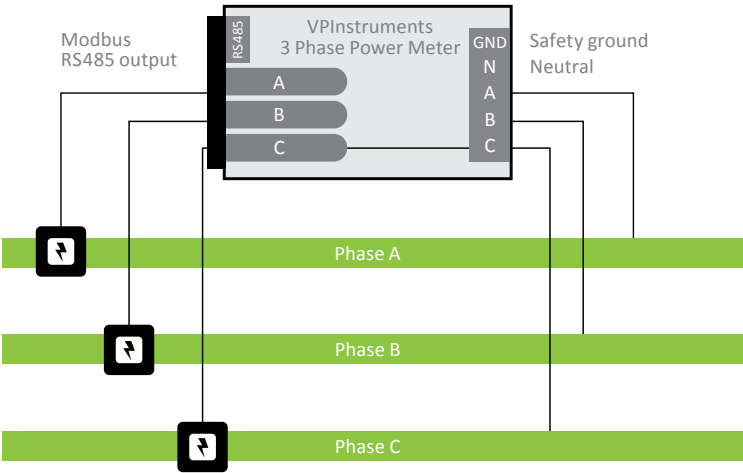 Modbus
RS485 output
RS485
VPInstruments
3 Phase Power Meter
GND
N
A
B
C
Safety ground
Neutral
A
B
C
Phase A
Phase B
Phase C